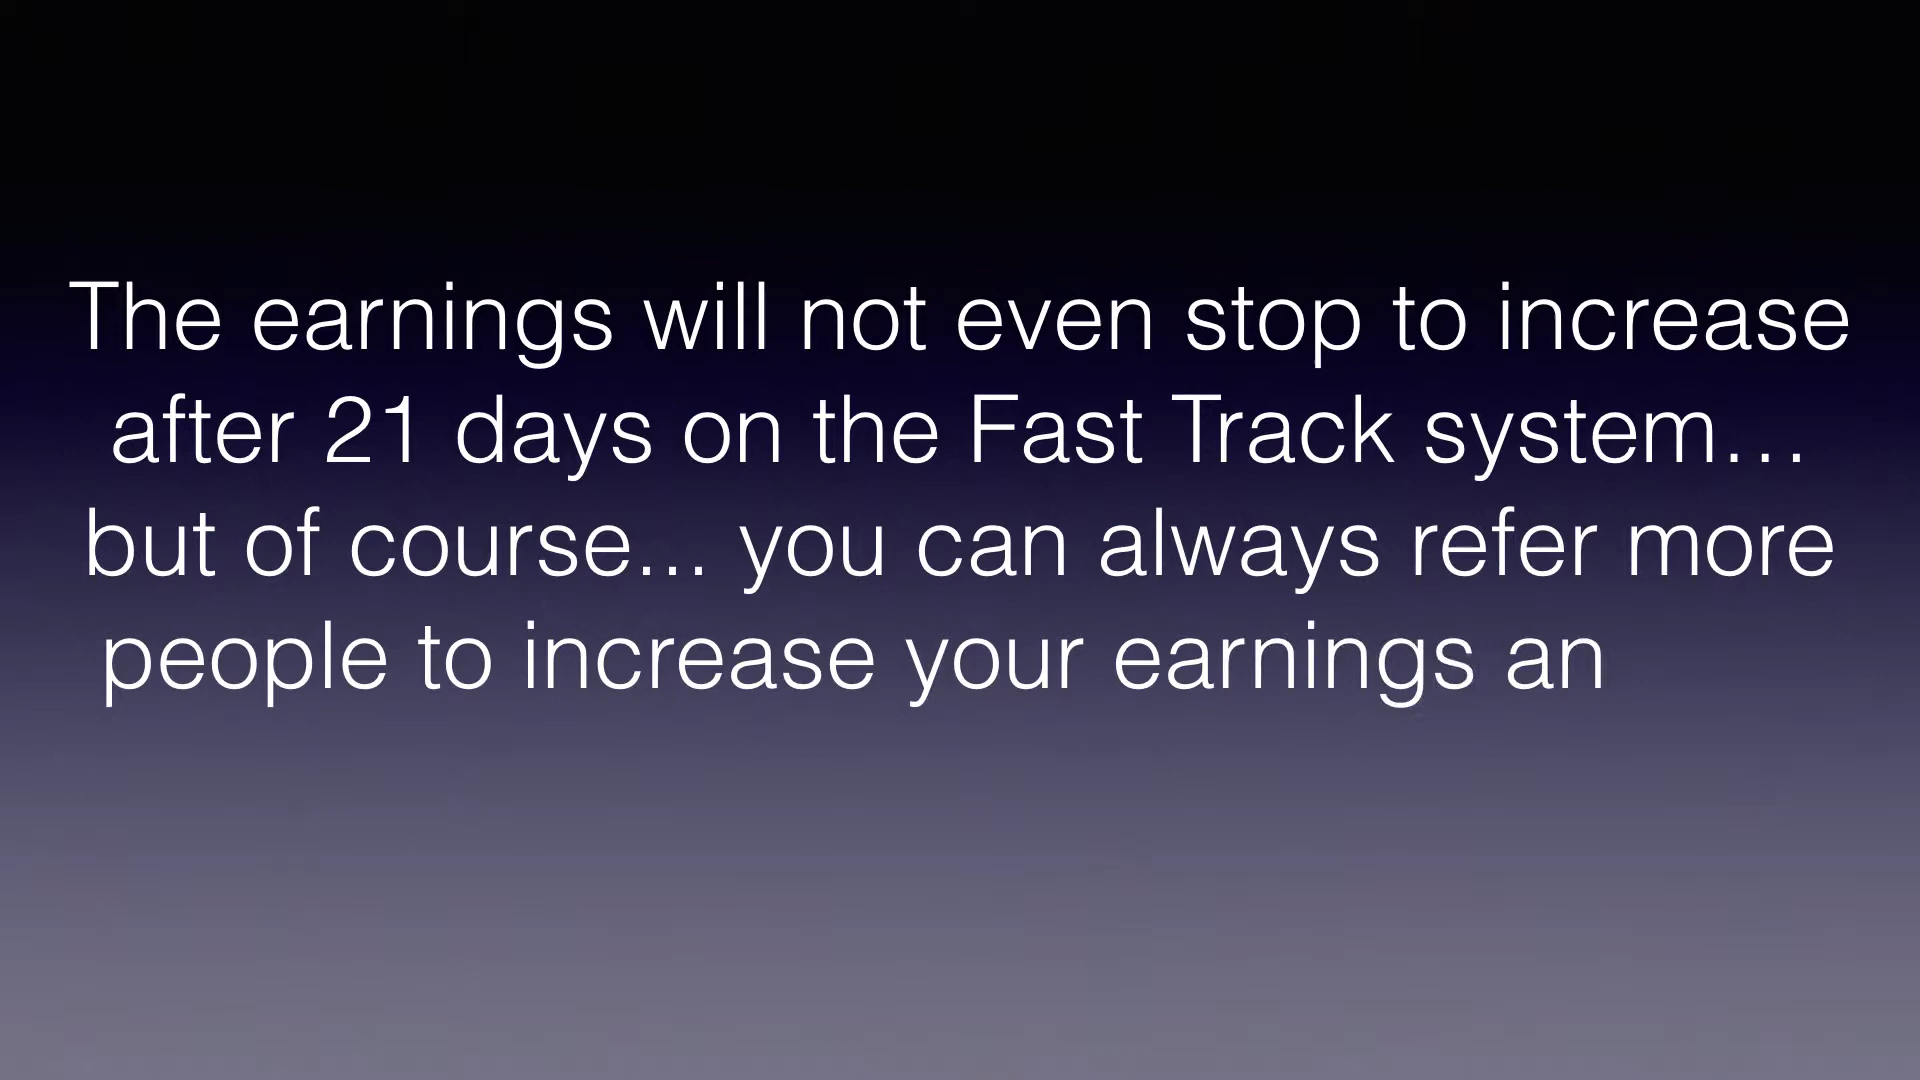 The earnings will not even stop to increase
after 21 days on the Fast Track system…
but of course... you can always refer more
people to increase your earnings an